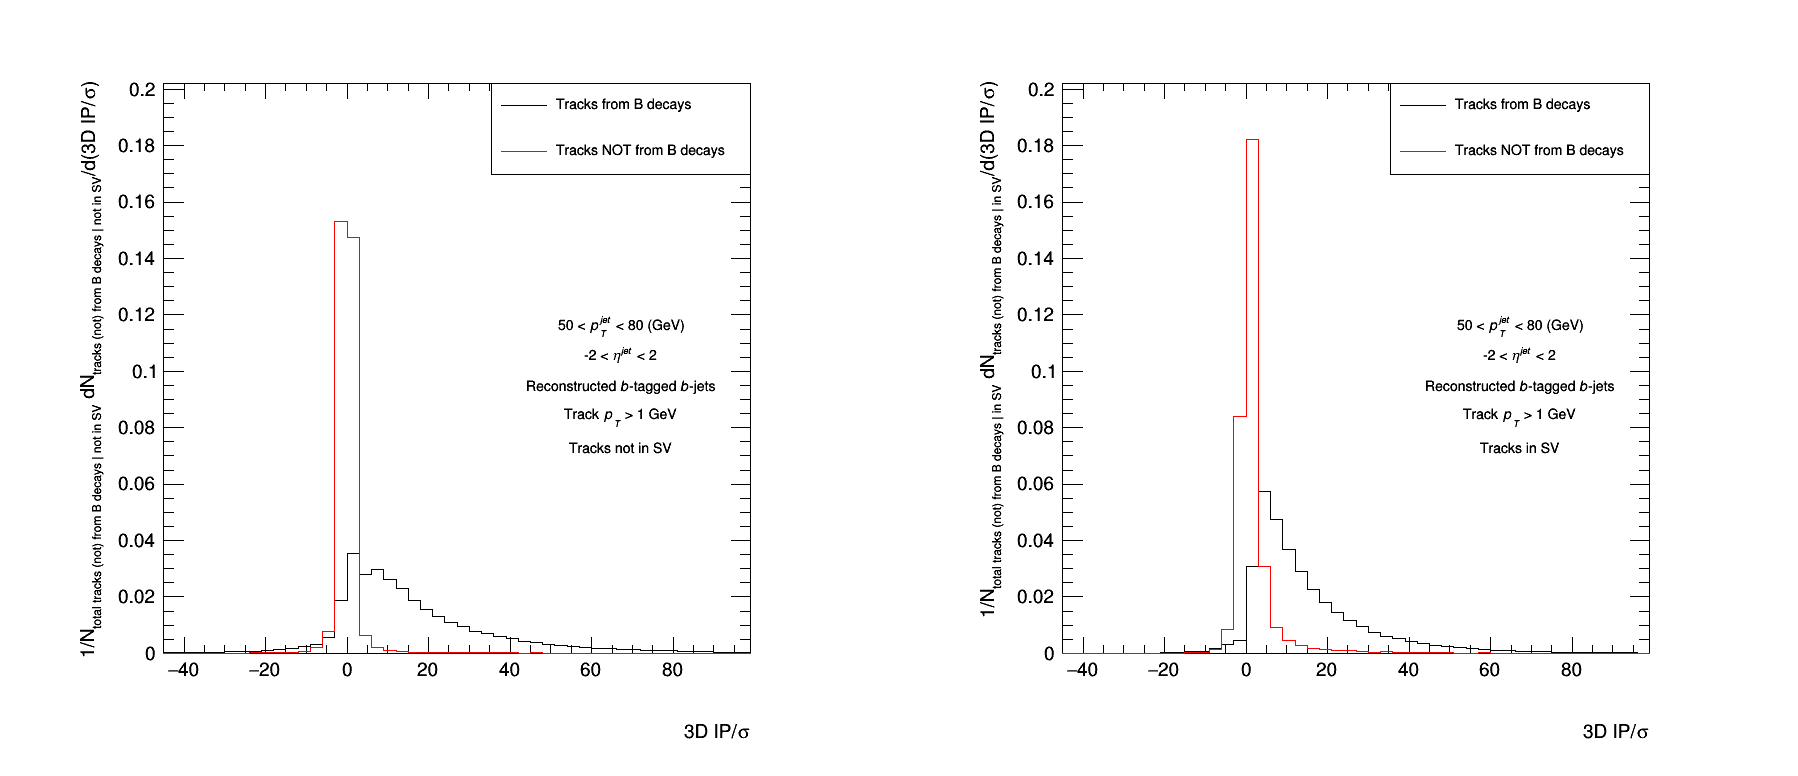 1/N total tracks (not) from B decays | not in SV dN tracks (not) from B decays | not in SV /d(3D IP/σ)
0.2
0.18
0.16
0.14
0.12
0.1
0.08
0.06
0.04
0.02
0
Tracks from B decays
Tracks NOT from B decays
50 < p_T^jet < 80 (GeV)
-2 < η^jet < 2
Reconstructed b-tagged b-jets
Track p_T > 1 GeV
Tracks not in SV
−40 −20 0 20 40 60 80
3D IP/σ
1/N total tracks (not) from B decays | in SV dN tracks (not) from B decays | in SV /d(3D IP/σ)
0.2
0.18
0.16
0.14
0.12
0.1
0.08
0.06
0.04
0.02
0
Tracks from B decays
Tracks NOT from B decays
50 < p_T^jet < 80 (GeV)
-2 < η^jet < 2
Reconstructed b-tagged b-jets
Track p_T > 1 GeV
Tracks in SV
−40 −20 0 20 40 60 80
3D IP/σ